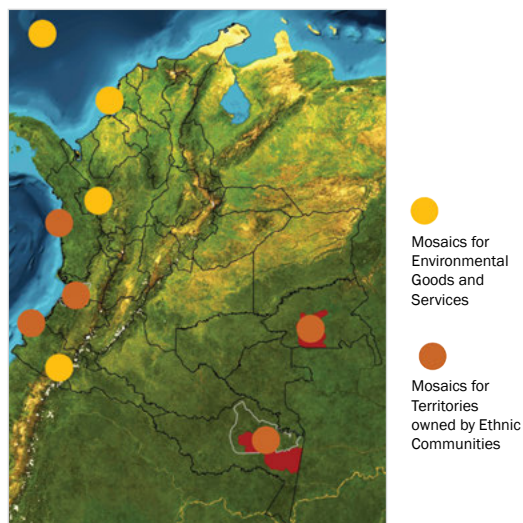 Mosaics for
Environmental
Goods and
Services
Mosaics for
Territories
owned by Ethnic
Communities